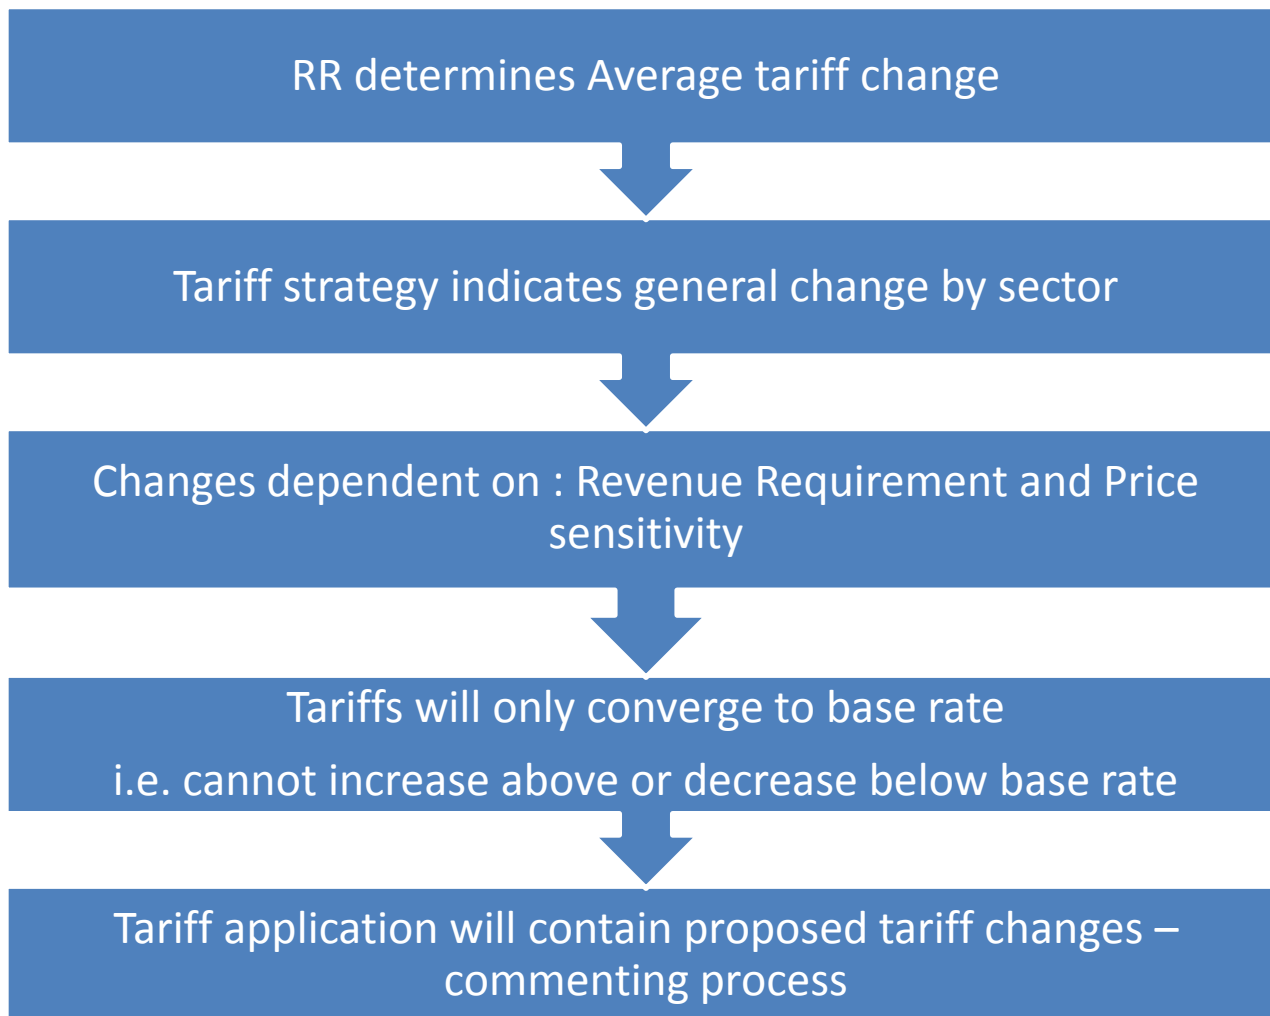 RR determines Average tariff change
Tariff strategy indicates general change by sector
Changes dependent on : Revenue Requirement and Price
sensitivity
Tariffs will only converge to base rate
i.e. cannot increase above or decrease below base rate
Tariff application will contain proposed tariff changes –
commenting process